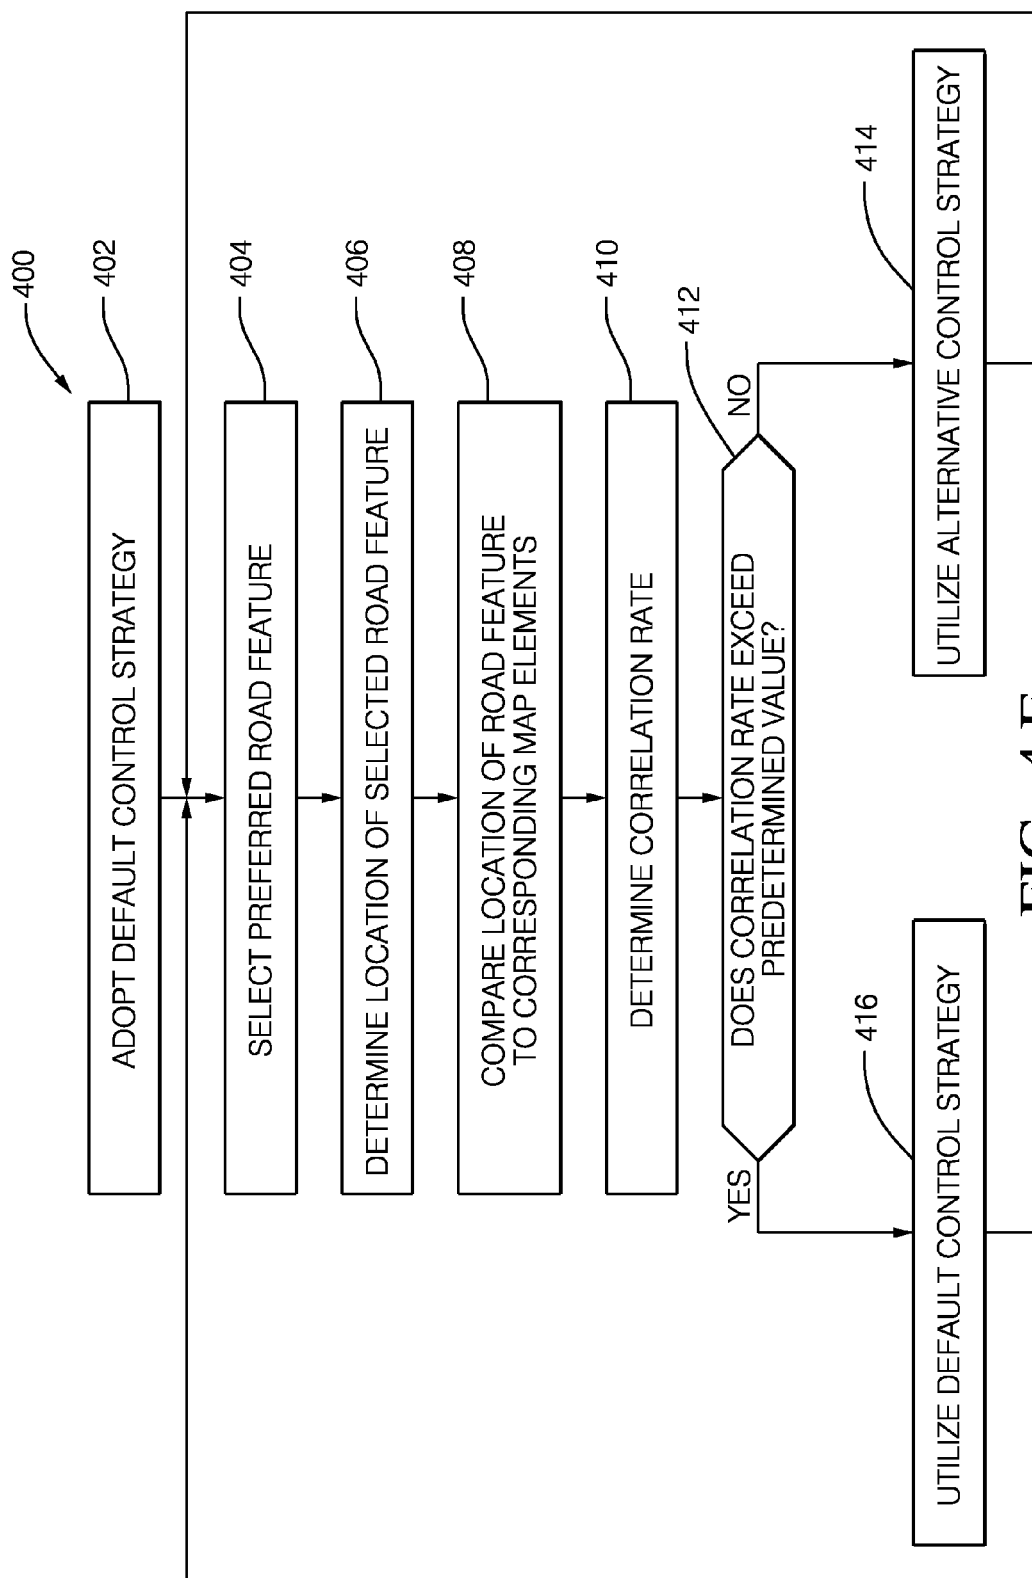 400
ADOPT DEFAULT CONTROL STRATEGY
402
SELECT PREFERRED ROAD FEATURE
404
DETERMINE LOCATION OF SELECTED ROAD FEATURE
406
COMPARE LOCATION OF ROAD FEATURE
TO CORRESPONDING MAP ELEMENTS
408
DETERMINE CORRELATION RATE
410
DOES CORRELATION RATE EXCEED
PREDETERMINED VALUE?
412
YES
NO
UTILIZE DEFAULT CONTROL STRATEGY
416
UTILIZE ALTERNATIVE CONTROL STRATEGY
414